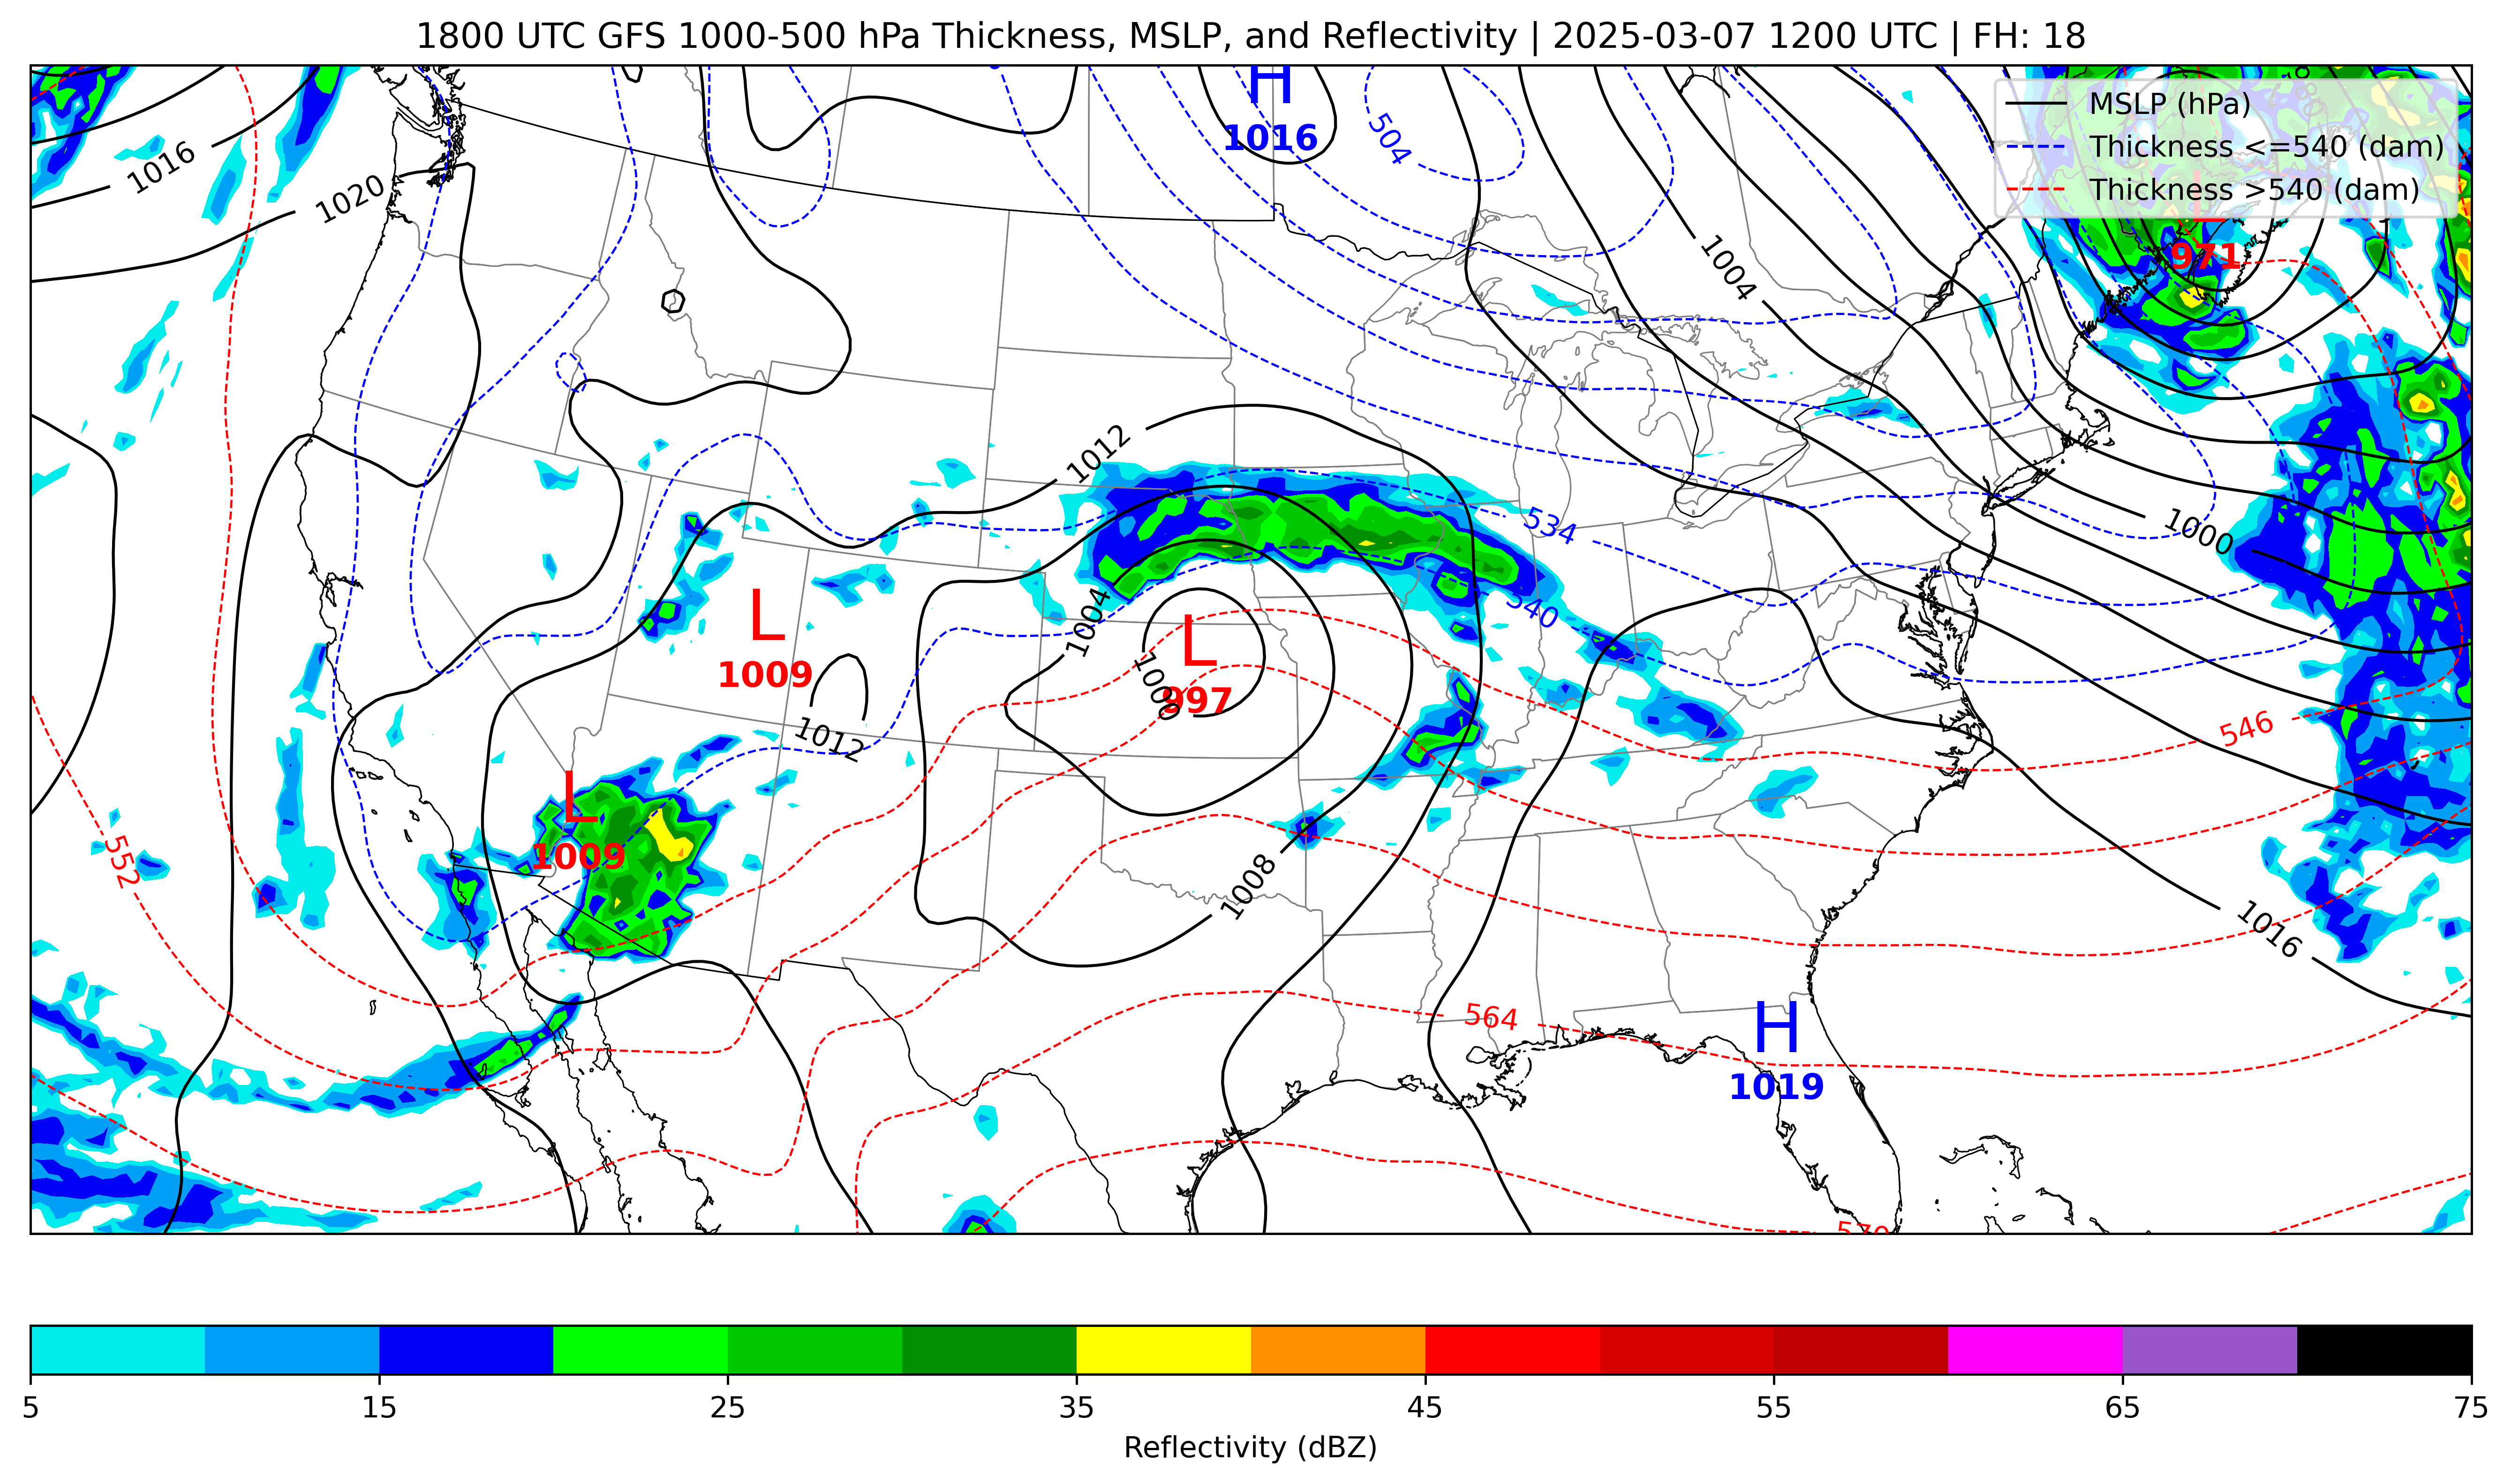 1800 UTC GFS 1000-500 hPa Thickness, MSLP, and Reflectivity | 2025-03-07 1200 UTC | FH: 18
MSLP (hPa)
Thickness <=540 (dam)
Thickness >540 (dam)
H
1016
504
1016
1020
1004
L
971
1012
534
1000
540
1004
L
1009
L
997
1000
1012
546
L
1009
552
1008
1016
564
H
1019
570
5
15
25
35
45
55
65
75
Reflectivity (dBZ)